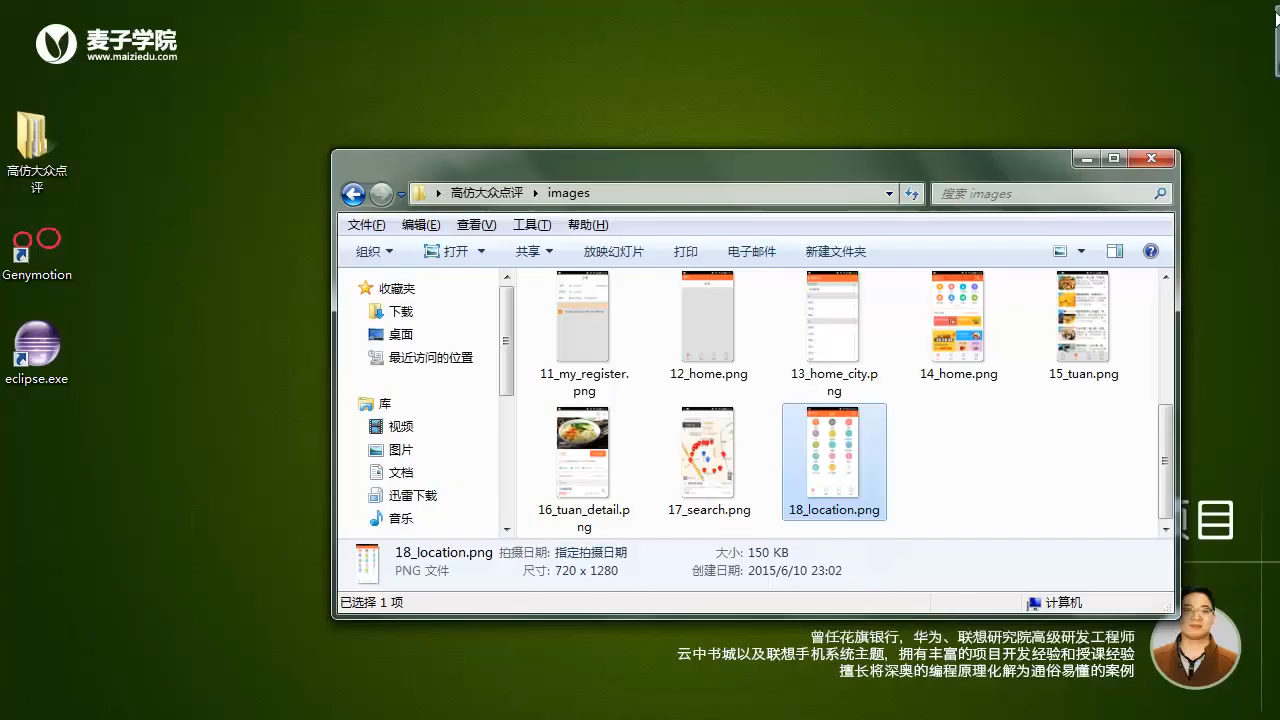 麦子学院
www.maiziedu.com
高仿大众点
评
Genymotion
eclipse.exe
高仿大众点评
images
搜索 images
文件(F)
编辑(E)
查看(V)
工具(T)
帮助(H)
组织
打开
共享
放映幻灯片
打印
电子邮件
新建文件夹
最近访问的位置
库
视频
图片
文档
迅雷下载
音乐
11_my_register.
png
12_home.png
13_home_city.p
ng
14_home.png
15_tuan.png
16_tuan_detail.p
ng
17_search.png
18_location.png
18_location.png
拍摄日期: 指定拍摄日期
大小: 150 KB
PNG 文件
尺寸: 720 x 1280
创建日期: 2015/6/10 23:02
已选择 1 项
计算机
目
曾任花旗银行，华为、联想研究院高级研发工程师
云中书城以及联想手机系统主题，拥有丰富的项目开发经验和授课经验
擅长将深奥的编程原理化解为通俗易懂的案例